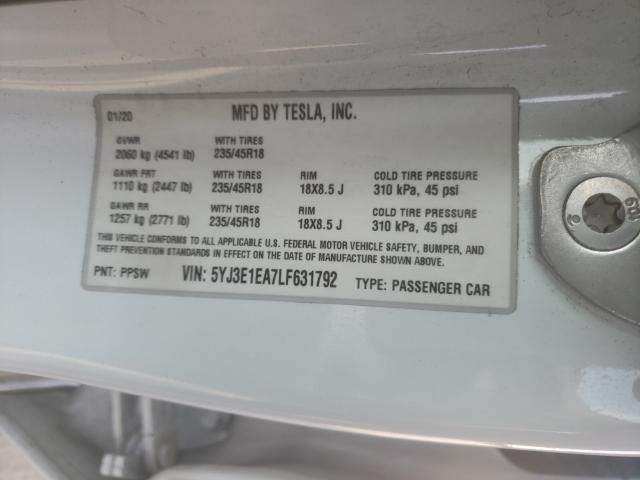 01/20 MFD BY TESLA, INC.
GVWR WITH TIRES
2060 kg (4541 lb) 235/45R18
GAWR FRT WITH TIRES RIM COLD TIRE PRESSURE
1110 kg (2447 lb) 235/45R18 18X8.5 J 310 kPa, 45 psi
GAWR RR WITH TIRES RIM COLD TIRE PRESSURE
1257 kg (2771 lb) 235/45R18 18X8.5 J 310 kPa, 45 psi
THIS VEHICLE CONFORMS TO ALL APPLICABLE U.S. FEDERAL MOTOR VEHICLE SAFETY, BUMPER, AND
THEFT PREVENTION STANDARDS IN EFFECT ON THE DATE OF MANUFACTURE SHOWN ABOVE.
PNT: PPSW VIN: 5YJ3E1EA7LF631792 TYPE: PASSENGER CAR